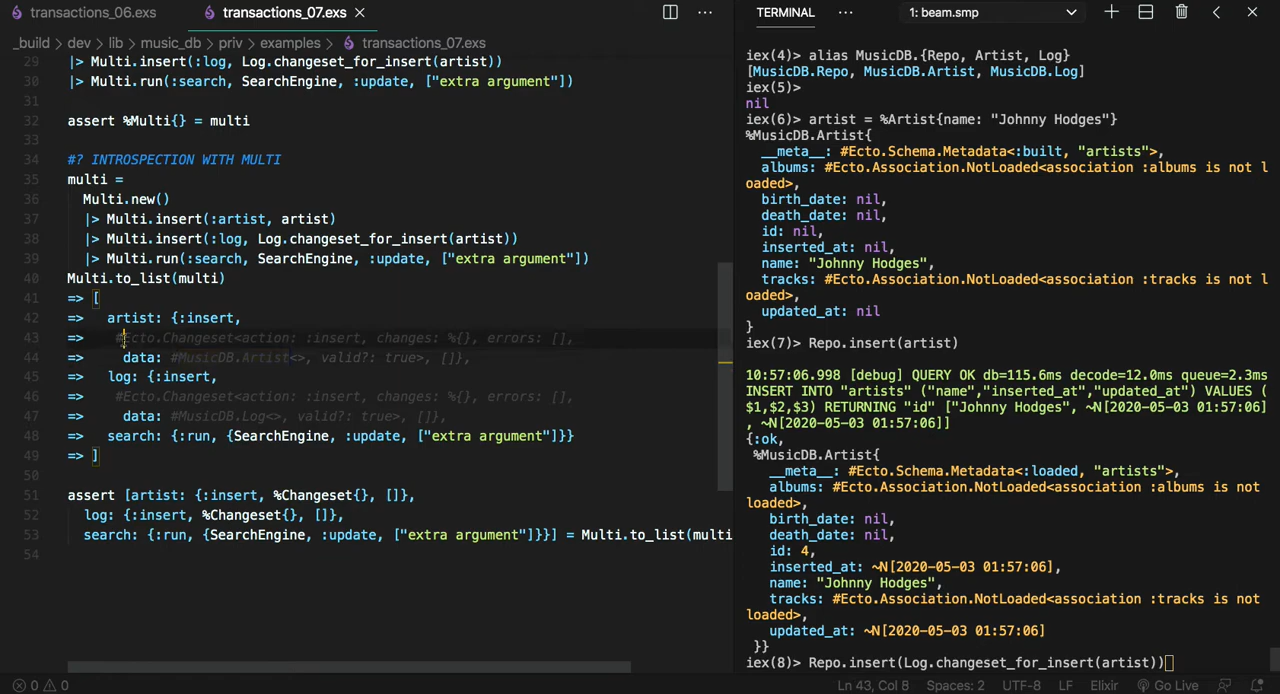 transactions_06.exs
transactions_07.exs
_build > dev > lib > music_db > priv > examples > transactions_07.exs
29 |> Multi.insert(:log, Log.changeset_for_insert(artist))
30 |> Multi.run(:search, SearchEngine, :update, ["extra argument"])
31
32 assert %Multi{} = multi
33
34 #? INTROSPECTION WITH MULTI
35 multi =
36 Multi.new()
37 |> Multi.insert(:artist, artist)
38 |> Multi.insert(:log, Log.changeset_for_insert(artist))
39 |> Multi.run(:search, SearchEngine, :update, ["extra argument"])
40 Multi.to_list(multi)
41 => [
42 => artist: {:insert,
43 => #Ecto.Changeset<action: :insert, changes: %{}, errors: [],
44 => data: #MusicDB.Artist<>, valid?: true>, []},
45 => log: {:insert,
46 => #Ecto.Changeset<action: :insert, changes: %{}, errors: [],
47 => data: #MusicDB.Log<>, valid?: true>, []},
48 => search: {:run, {SearchEngine, :update, ["extra argument"]}}
49 => ]
50
51 assert [artist: {:insert, %Changeset{}, []},
52 log: {:insert, %Changeset{}, []},
53 search: {:run, {SearchEngine, :update, ["extra argument"]}}] = Multi.to_list(multi
54
TERMINAL
1: beam.smp
iex(4)> alias MusicDB.{Repo, Artist, Log}
[MusicDB.Repo, MusicDB.Artist, MusicDB.Log]
iex(5)>
nil
iex(6)> artist = %Artist{name: "Johnny Hodges"}
%MusicDB.Artist{
__meta__: #Ecto.Schema.Metadata<:built, "artists">,
albums: #Ecto.Association.NotLoaded<association :albums is not l
oaded>,
birth_date: nil,
death_date: nil,
id: nil,
inserted_at: nil,
name: "Johnny Hodges",
tracks: #Ecto.Association.NotLoaded<association :tracks is not l
oaded>,
updated_at: nil
}
iex(7)> Repo.insert(artist)
10:57:06.998 [debug] QUERY OK db=115.6ms decode=12.0ms queue=2.3ms
INSERT INTO "artists" ("name","inserted_at","updated_at") VALUES (
$1,$2,$3) RETURNING "id" ["Johnny Hodges", ~N[2020-05-03 01:57:06]
, ~N[2020-05-03 01:57:06]]
{:ok,
%MusicDB.Artist{
__meta__: #Ecto.Schema.Metadata<:loaded, "artists">,
albums: #Ecto.Association.NotLoaded<association :albums is not
loaded>,
birth_date: nil,
death_date: nil,
id: 4,
inserted_at: ~N[2020-05-03 01:57:06],
name: "Johnny Hodges",
tracks: #Ecto.Association.NotLoaded<association :tracks is not
loaded>,
updated_at: ~N[2020-05-03 01:57:06]
}}
iex(8)> Repo.insert(Log.changeset_for_insert(artist))
0 0
Ln 43, Col 8 Spaces: 2 UTF-8 LF Elixir Go Live